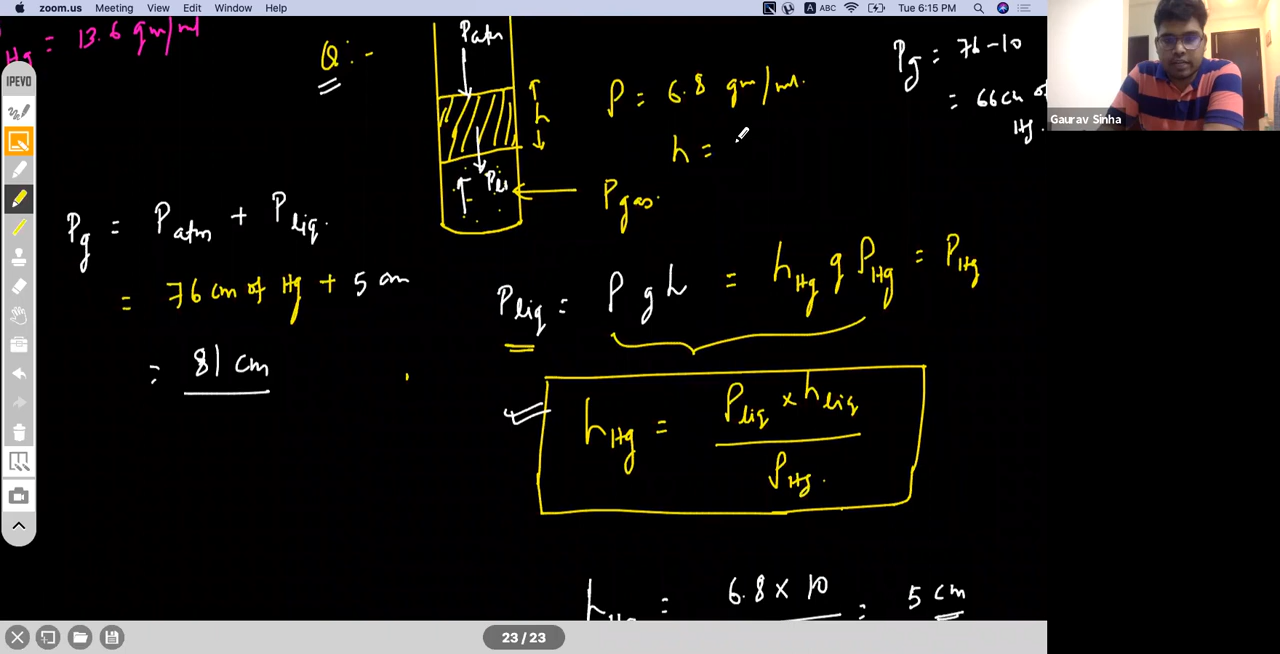 zoom.us Meeting View Edit Window Help
A ABC Tue 6:15 PM
Hg = 13.6 gm/ml
IPEVO
Q:-
Patm
h
P liq
ρ = 6.8 gm/ml.
h =
P gas.
Pg = 76-10
= 66 cm of
Hg.
Gaurav Sinha
Pg = Patm + Pliq.
= 76 cm of Hg + 5 cm
= 81 cm
Pliq = ρ g h = hHg g ρHg = PHg
hHg = ρliq × hliq
ρHg.
hHg = 6.8 × 10 = 5 cm
23 / 23